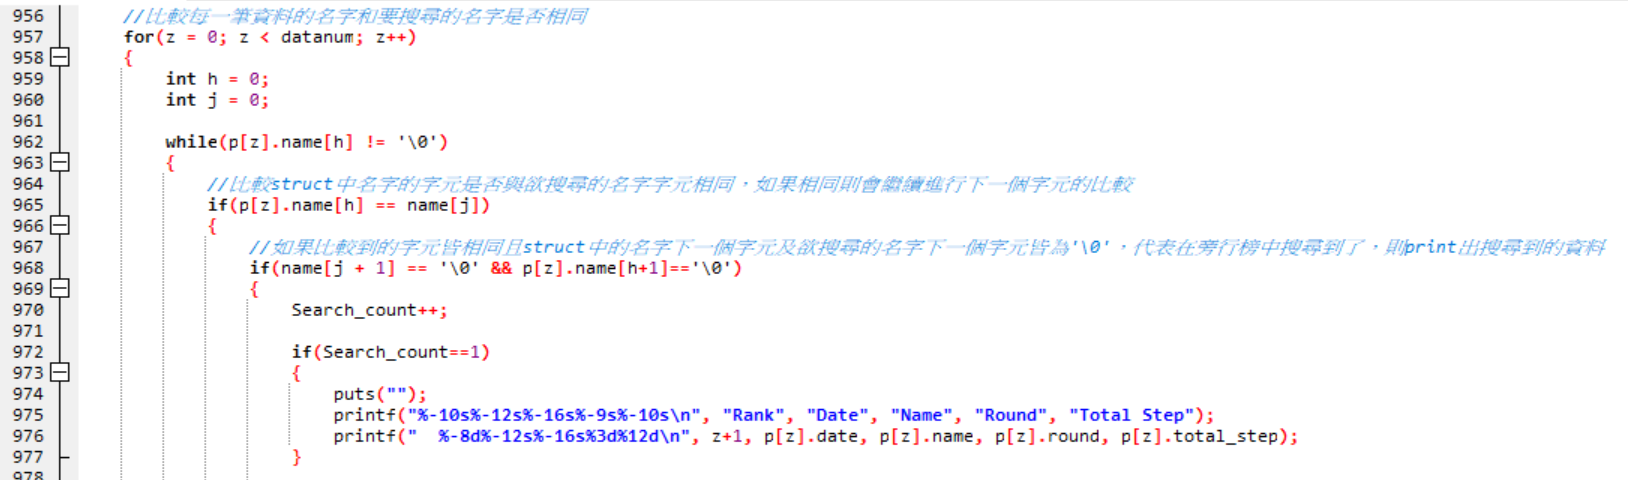 956 //比較每一筆資料的名字和要搜尋的名字是否相同
957 for(z = 0; z < datanum; z++)
958 {
959 int h = 0;
960 int j = 0;
961
962 while(p[z].name[h] != '\0')
963 {
964 //比較struct中名字的字元是否與欲搜尋的名字字元相同，如果相同則會繼續進行下一個字元的比較
965 if(p[z].name[h] == name[j])
966 {
967 //如果比較到的字元皆相同且struct中的名字下一個字元及欲搜尋的名字下一個字元皆為'\0'，代表在旁行榜中搜尋到了，則print出搜尋到的資料
968 if(name[j + 1] == '\0' && p[z].name[h+1]=='\0')
969 {
970 Search_count++;
971
972 if(Search_count==1)
973 {
974 puts("");
975 printf("%-10s%-12s%-16s%-9s%-10s\n", "Rank", "Date", "Name", "Round", "Total Step");
976 printf("  %-8d%-12s%-16s%3d%12d\n", z+1, p[z].date, p[z].name, p[z].round, p[z].total_step);
977 }
978